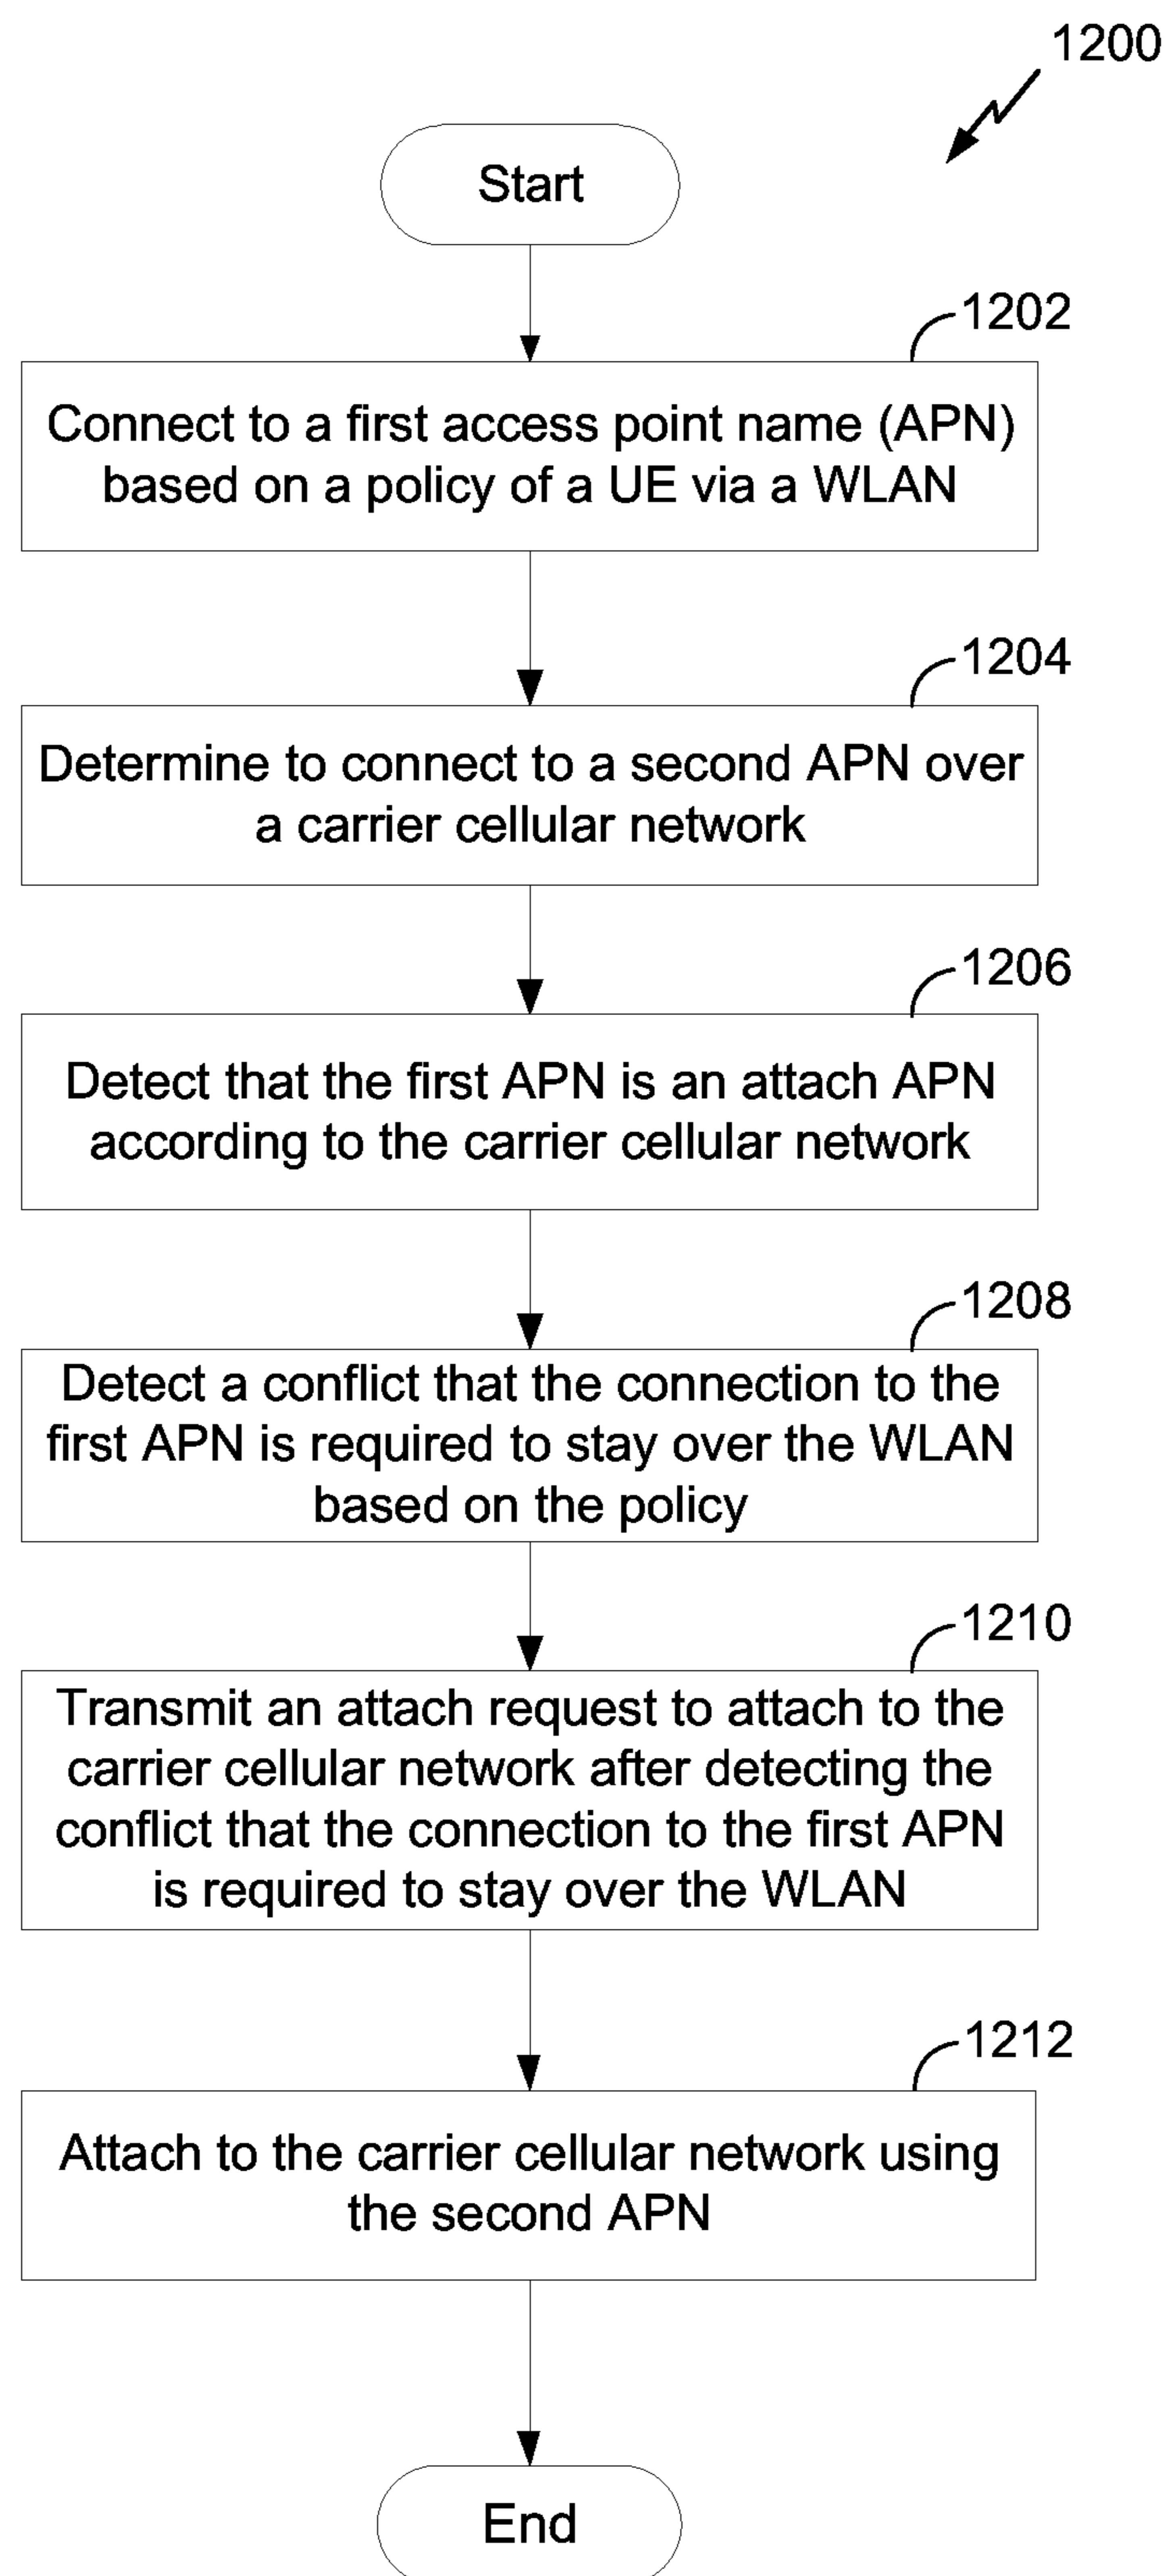 1200
Start
1202
Connect to a first access point name (APN)
based on a policy of a UE via a WLAN
1204
Determine to connect to a second APN over
a carrier cellular network
1206
Detect that the first APN is an attach APN
according to the carrier cellular network
1208
Detect a conflict that the connection to the
first APN is required to stay over the WLAN
based on the policy
1210
Transmit an attach request to attach to the
carrier cellular network after detecting the
conflict that the connection to the first APN
is required to stay over the WLAN
1212
Attach to the carrier cellular network using
the second APN
End